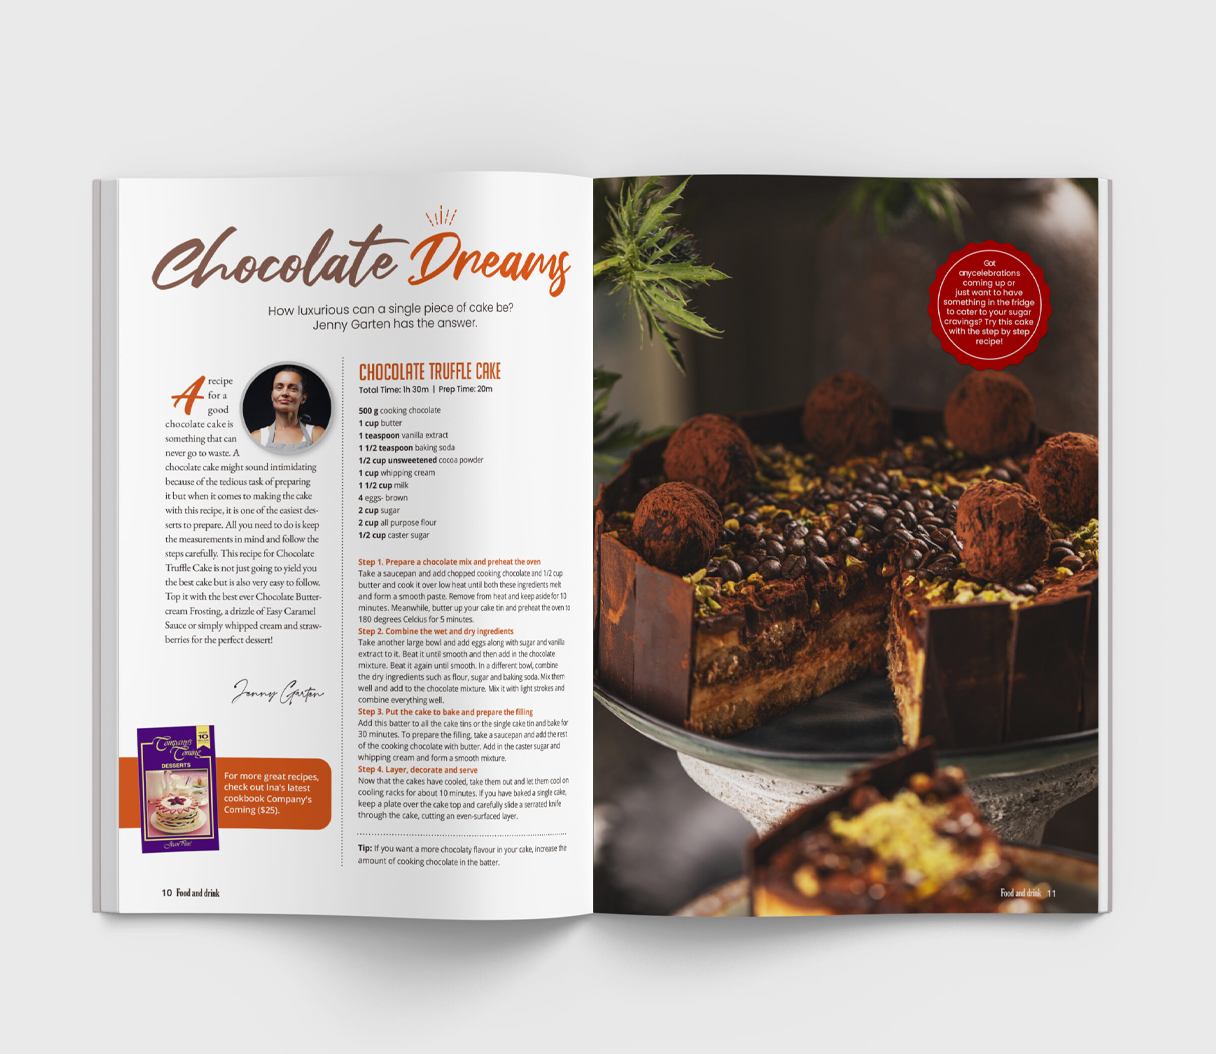 Chocolate Dreams
How luxurious can a single piece of cake be?
Jenny Garten has the answer.
A recipe
for a
good
chocolate cake is
something that can
never go to waste. A
chocolate cake might sound intimidating
because of the tedious task of preparing
it but when it comes to making the cake
with this recipe, it is one of the easiest des-
serts to prepare. All you need to do is keep
the measurements in mind and follow the
steps carefully. This recipe for Chocolate
Truffle Cake is not just going to yield you
the best cake but is also very easy to follow.
Top it with the best ever Chocolate Butter-
cream Frosting, a drizzle of Easy Caramel
Sauce or simply whipped cream and straw-
berries for the perfect dessert!
Jenny Garten
Company's
Coming
DESSERTS
Jean Paré
For more great recipes,
check out Ina's latest
cookbook Company's
Coming ($25).
10 Food and drink
CHOCOLATE TRUFFLE CAKE
Total Time: 1h 30m | Prep Time: 20m
500 g cooking chocolate
1 cup butter
1 teaspoon vanilla extract
1 1/2 teaspoon baking soda
1/2 cup unsweetened cocoa powder
1 cup whipping cream
1 1/2 cup milk
4 eggs- brown
2 cup sugar
2 cup all purpose flour
1/2 cup caster sugar
Step 1. Prepare a chocolate mix and preheat the oven
Take a saucepan and add chopped cooking chocolate and 1/2 cup
butter and cook it over low heat until both these ingredients melt
and form a smooth paste. Remove from heat and keep aside for 10
minutes. Meanwhile, butter up your cake tin and preheat the oven to
180 degrees Celcius for 5 minutes.
Step 2. Combine the wet and dry ingredients
Take another large bowl and add eggs along with sugar and vanilla
extract to it. Beat it until smooth and then add in the chocolate
mixture. Beat it again until smooth. In a different bowl, combine
the dry ingredients such as flour, sugar and baking soda. Mix them
well and add to the chocolate mixture. Mix it with light strokes and
combine everything well.
Step 3. Put the cake to bake and prepare the filling
Add this batter to all the cake tins or the single cake tin and bake for
30 minutes. To prepare the filling, take a saucepan and add the rest
of the cooking chocolate with butter. Add in the caster sugar and
whipping cream and form a smooth mixture.
Step 4. Layer, decorate and serve
Now that the cakes have cooled, take them out and let them cool on
cooling racks for about 10 minutes. If you have baked a single cake,
keep a plate over the cake top and carefully slide a serrated knife
through the cake, cutting an even-surfaced layer.
Tip: If you want a more chocolaty flavour in your cake, increase the
amount of cooking chocolate in the batter.
Got
anycelebrations
coming up or
just want to have
something in the fridge
to cater to your sugar
cravings? Try this cake
with the step by step
recipe!
Food and drink 11